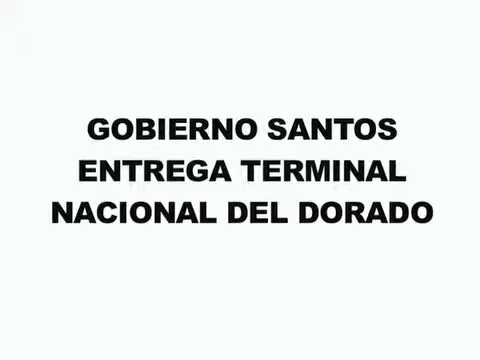 GOBIERNO SANTOS
ENTREGA TERMINAL
NACIONAL DEL DORADO